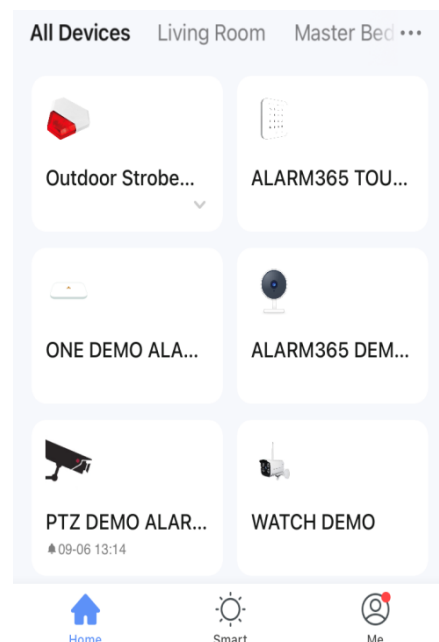 All Devices Living Room Master Bed ···
Outdoor Strobe...
ALARM365 TOU...
ONE DEMO ALA...
ALARM365 DEM...
PTZ DEMO ALAR...
09-06 13:14
WATCH DEMO
Home Smart Me